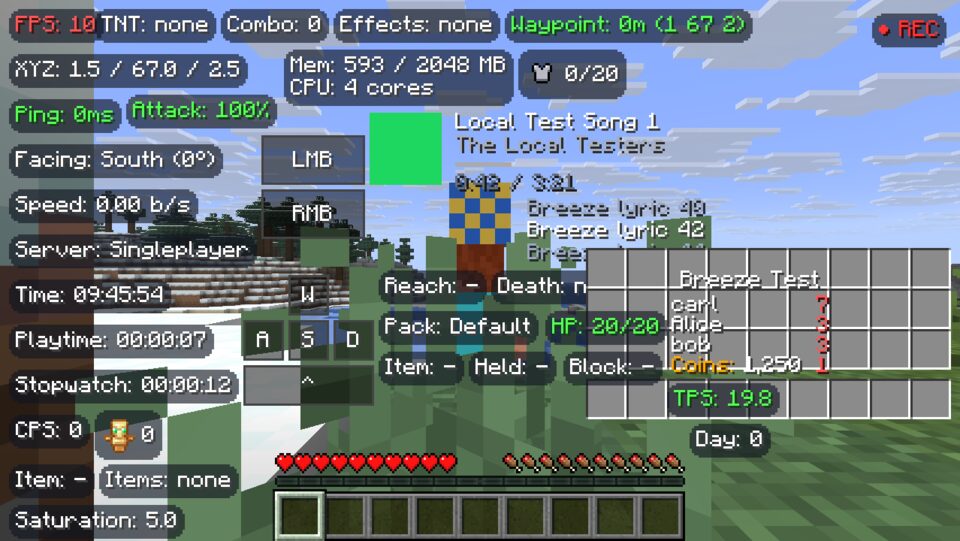 FPS: 10 TNT: none Combo: 0 Effects: none Waypoint: 0m (1 67 2) REC
XYZ: 1.5 / 67.0 / 2.5
Mem: 593 / 2048 MB
CPU: 4 cores
0/20
Ping: 0ms Attack: 100%
Local Test Song 1
The Local Testers
0:42 / 3:21
Facing: South (0°)
LMB
RMB
Speed: 0.00 b/s
Breeze lyric 40
Breeze lyric 42
Server: Singleplayer
Time: 09:45:54
W
A S D
^
Reach: - Death: n
Breeze Test
carl 7
Alice 3
bob 3
Coins: 1,250 1
Pack: Default HP: 20/20
Item: - Held: - Block: -
Playtime: 00:00:07
Stopwatch: 00:00:12
TPS: 19.8
CPS: 0 0
Day: 0
Item: - Items: none
Saturation: 5.0